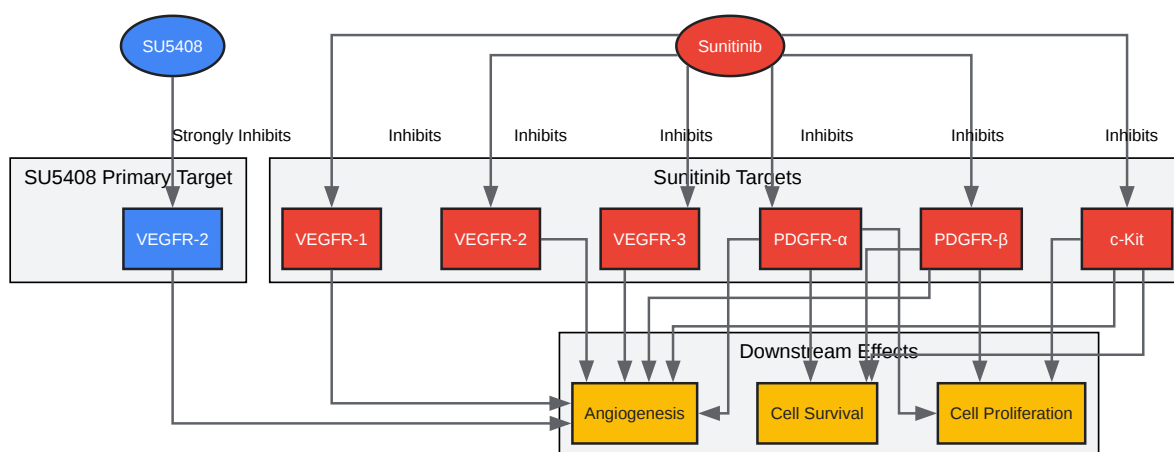 SU5408
Sunitinib
Strongly Inhibits
Inhibits
Inhibits
Inhibits
Inhibits
Inhibits
Inhibits
SU5408 Primary Target
Sunitinib Targets
VEGFR-2
VEGFR-1
VEGFR-2
VEGFR-3
PDGFR-α
PDGFR-β
c-Kit
Downstream Effects
Angiogenesis
Cell Survival
Cell Proliferation